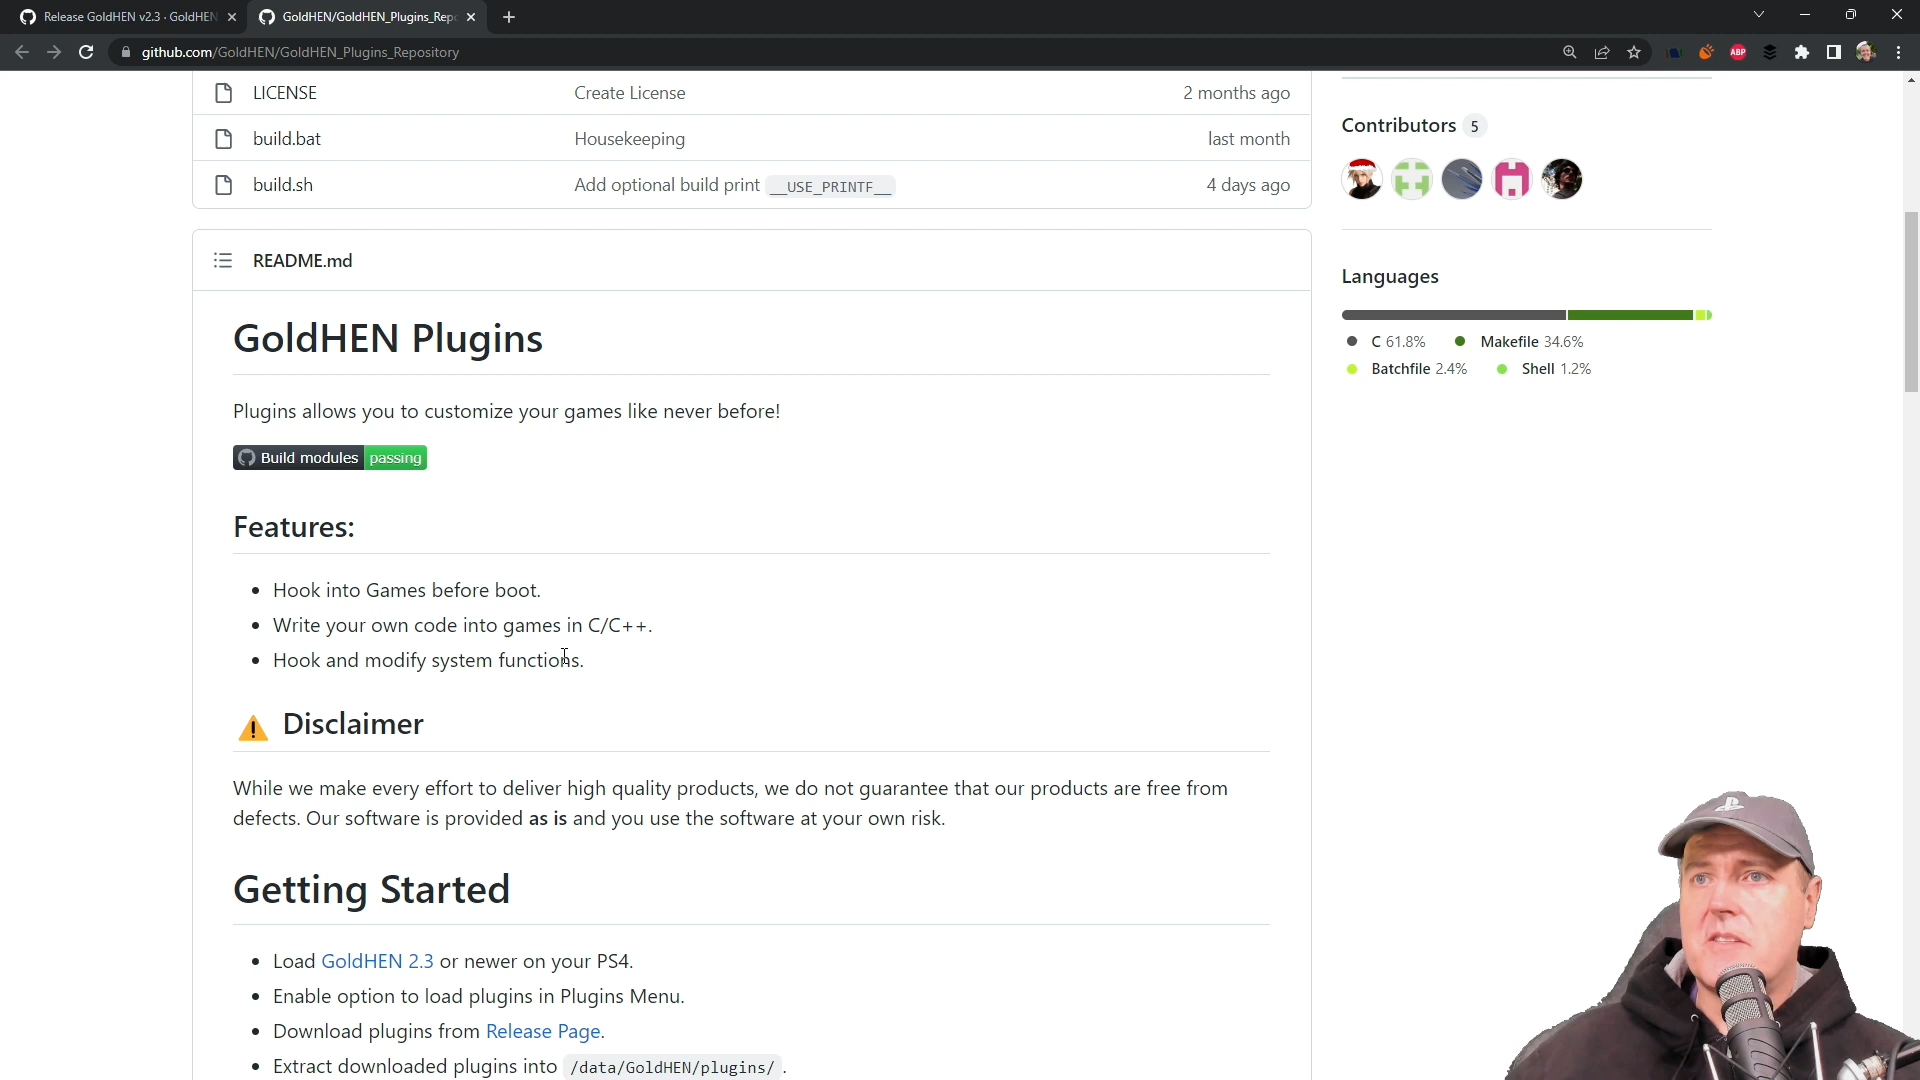 Release GoldHEN v2.3 · GoldHEN
GoldHEN/GoldHEN_Plugins_Repo
github.com/GoldHEN/GoldHEN_Plugins_Repository
ABP
LICENSE Create License 2 months ago
build.bat Housekeeping last month
build.sh Add optional build print __USE_PRINTF__ 4 days ago
README.md
GoldHEN Plugins
Plugins allows you to customize your games like never before!
Build modules passing
Features:
• Hook into Games before boot.
• Write your own code into games in C/C++.
• Hook and modify system functions.
Disclaimer
While we make every effort to deliver high quality products, we do not guarantee that our products are free from
defects. Our software is provided as is and you use the software at your own risk.
Getting Started
• Load GoldHEN 2.3 or newer on your PS4.
• Enable option to load plugins in Plugins Menu.
• Download plugins from Release Page.
• Extract downloaded plugins into /data/GoldHEN/plugins/ .
Contributors 5
Languages
C 61.8% Makefile 34.6%
Batchfile 2.4% Shell 1.2%